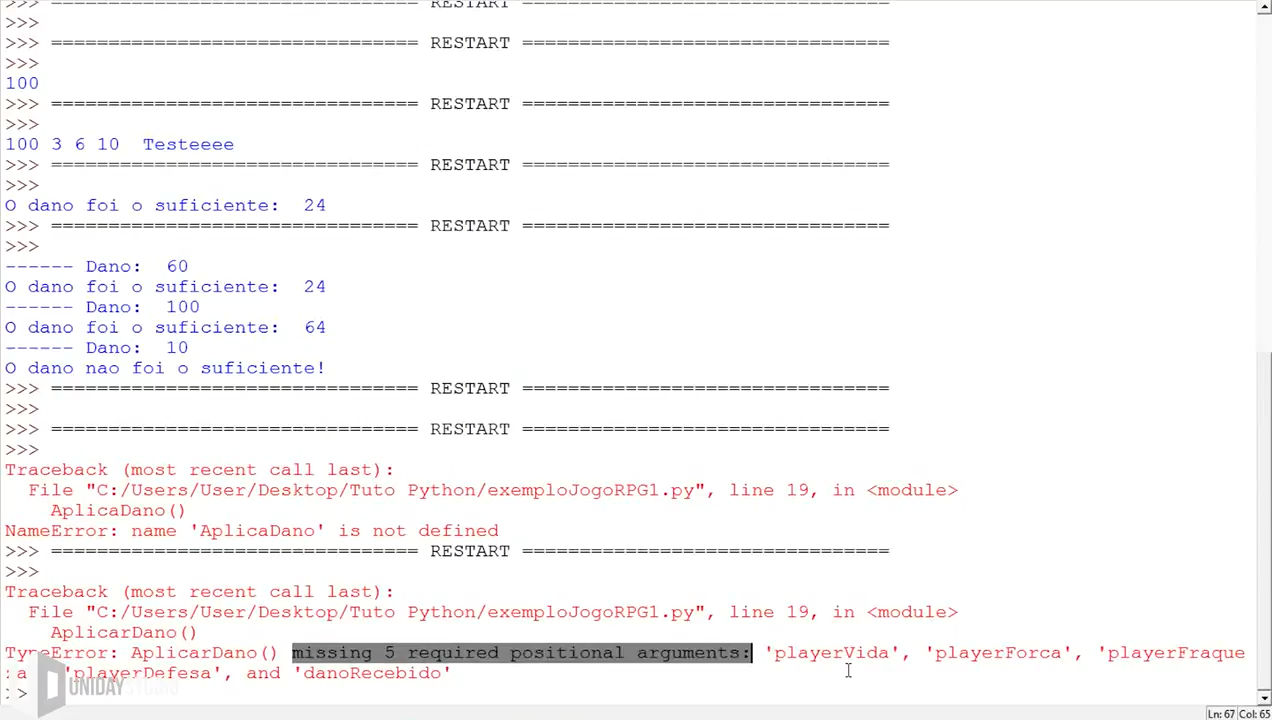 >>> ================================ RESTART ================================
>>>
>>> ================================ RESTART ================================
>>>
100
>>> ================================ RESTART ================================
>>>
100 3 6 10  Testeeee
>>> ================================ RESTART ================================
>>>
O dano foi o suficiente:  24
>>> ================================ RESTART ================================
>>>
------ Dano:  60
O dano foi o suficiente:  24
------ Dano:  100
O dano foi o suficiente:  64
------ Dano:  10
O dano nao foi o suficiente!
>>> ================================ RESTART ================================
>>>
>>> ================================ RESTART ================================
>>>
Traceback (most recent call last):
  File "C:/Users/User/Desktop/Tuto Python/exemploJogoRPG1.py", line 19, in <module>
    AplicaDano()
NameError: name 'AplicaDano' is not defined
>>> ================================ RESTART ================================
>>>
Traceback (most recent call last):
  File "C:/Users/User/Desktop/Tuto Python/exemploJogoRPG1.py", line 19, in <module>
    AplicarDano()
TypeError: AplicarDano() missing 5 required positional arguments: 'playerVida', 'playerForca', 'playerFraque
za', 'playerDefesa', and 'danoRecebido'
>>>
UNIDAY STUDIO
Ln: 67 Col: 65